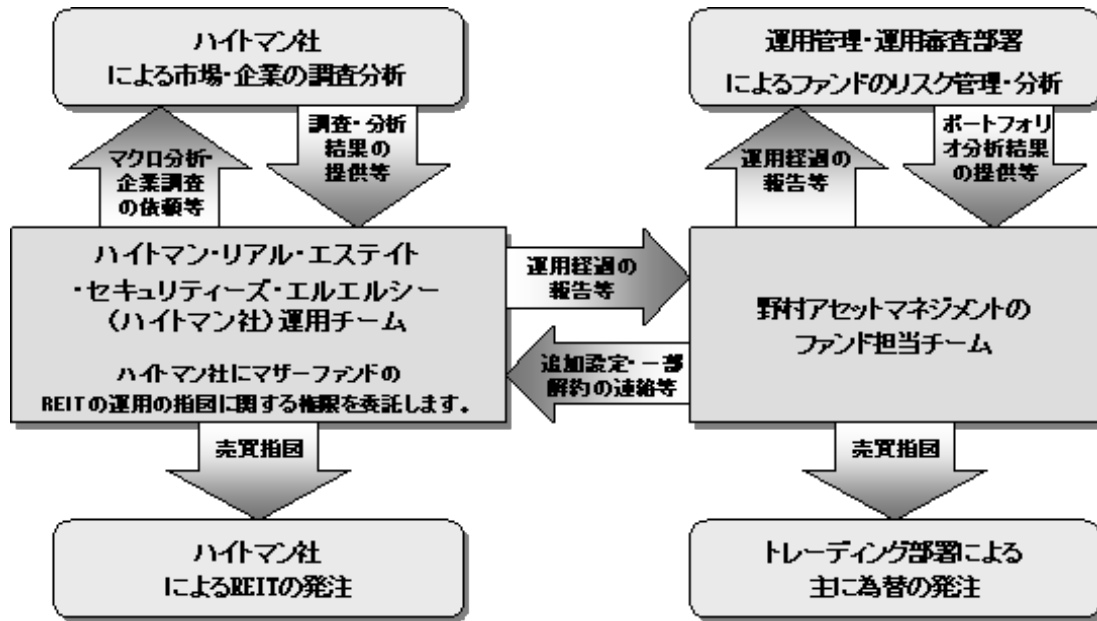 ハイトマン社
による市場・企業の調査分析
運用管理・運用審査部署
によるファンドのリスク管理・分析
マクロ分析・
企業調査
の依頼等
調査・分析
結果の
提供等
運用経過の
報告等
ポートフォリ
オ分析結果
の提供等
ハイトマン・リアル・エステイト
・セキュリティーズ・エルエルシー
（ハイトマン社）運用チーム
ハイトマン社にマザーファンドの
REITの運用の指図に関する権限を委託します。
運用経過の
報告等
追加設定・一部
解約の連絡等
野村アセットマネジメントの
ファンド担当チーム
売買指図
売買指図
ハイトマン社
によるREITの発注
トレーディング部署による
主に為替の発注